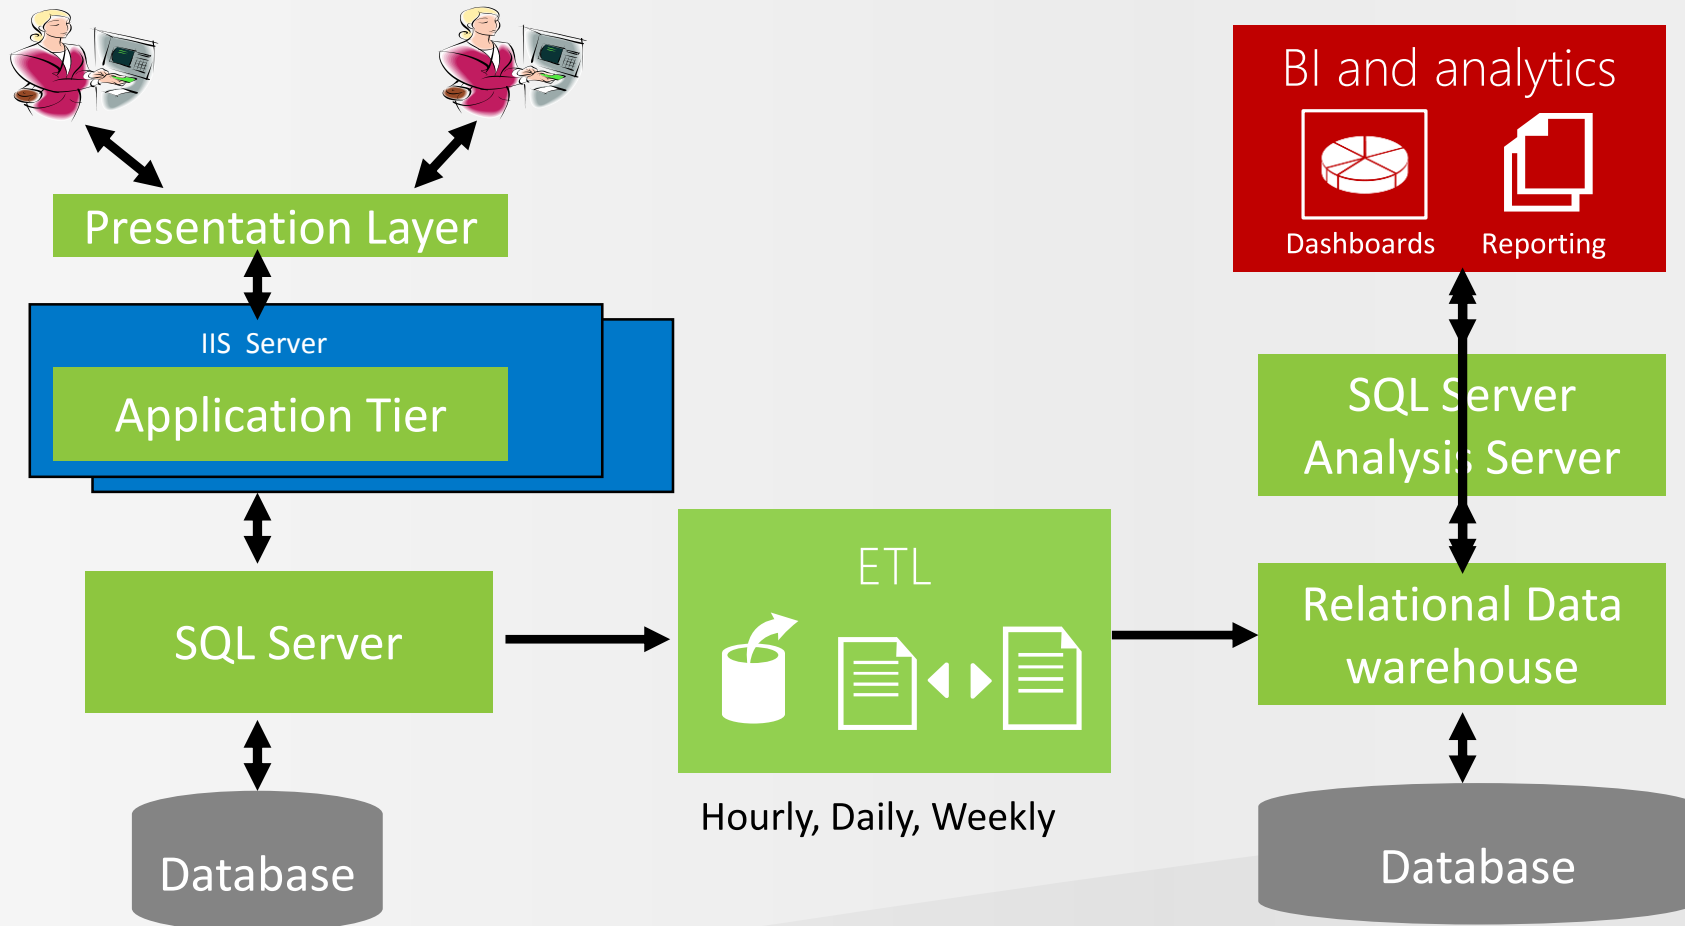 Presentation Layer
IIS Server
Application Tier
SQL Server
Database
ETL
Hourly, Daily, Weekly
BI and analytics
Dashboards
Reporting
SQL Server
Analysis Server
Relational Data
warehouse
Database